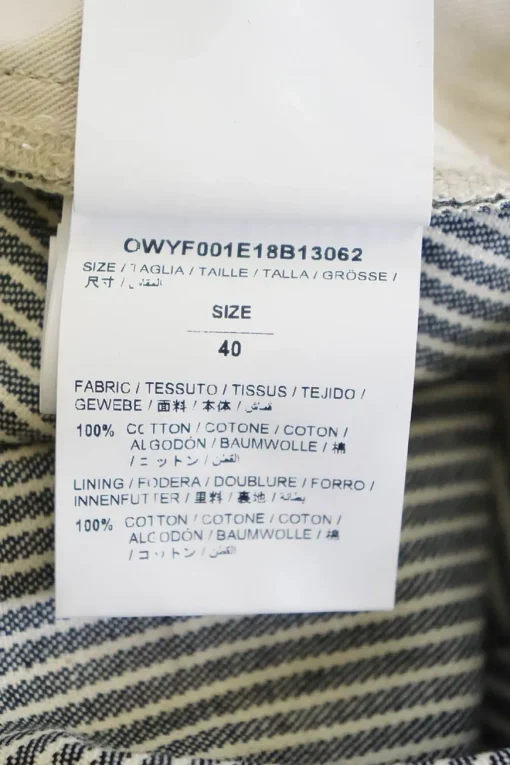 OWYF001E18B13062
SIZE / TAGLIA / TAILLE / TALLA / GRÖSSE /
尺寸 / المقاس
SIZE
40
FABRIC / TESSUTO / TISSUS / TEJIDO /
GEWEBE / 面料 / 本体 / قماش
100% COTTON / COTONE / COTON /
ALGODÓN / BAUMWOLLE / 棉
/ コットン / القطن
LINING / FODERA / DOUBLURE / FORRO /
INNENFUTTER / 里料 / 裏地 / بطانة
100% COTTON / COTONE / COTON /
ALGODÓN / BAUMWOLLE / 棉
/ コットン / القطن